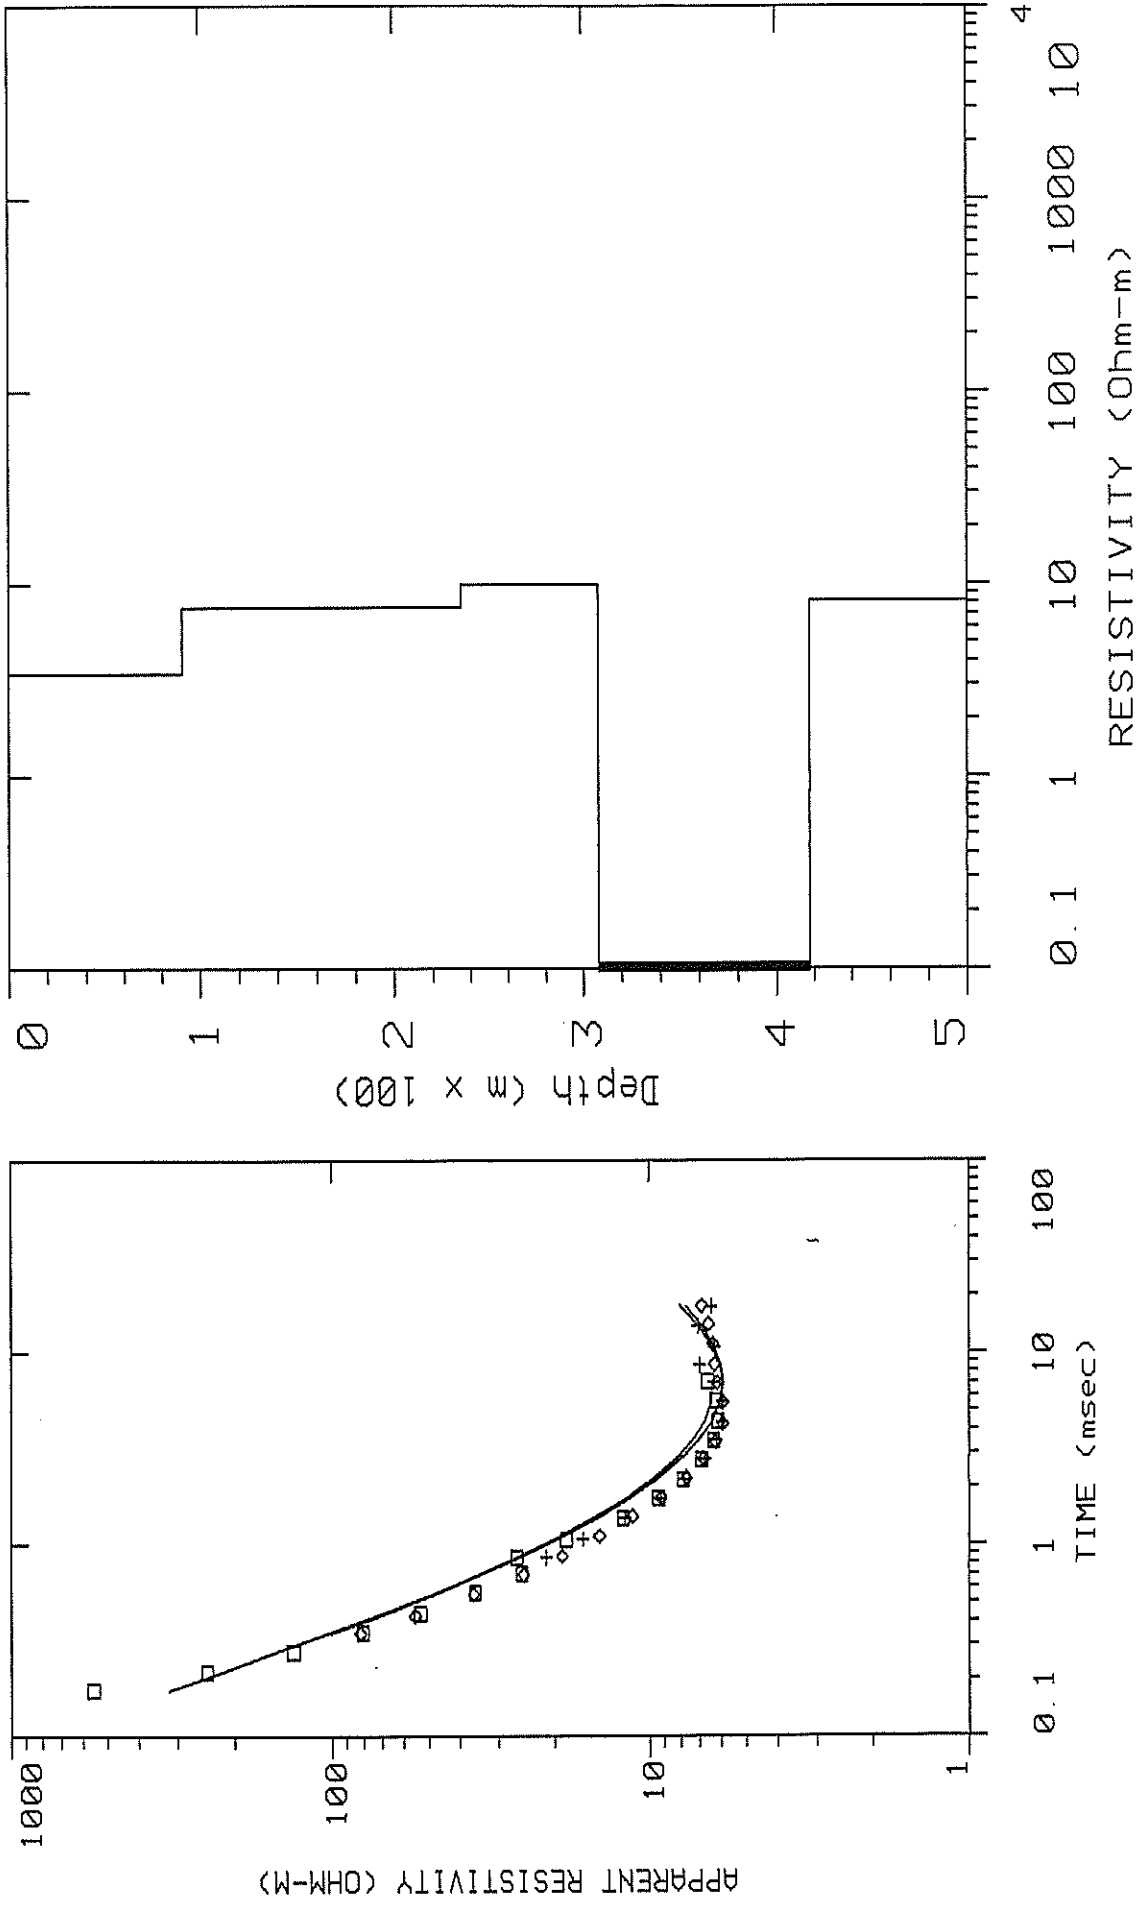 APPARENT RESISTIVITY (OHM-M)
1000
100
10
1
0.1 1 10 100
TIME (msec)
Depth (m x 100)
0
1
2
3
4
5
0.1 1 10 100 1000 10 4
RESISTIVITY (Ohm-m)